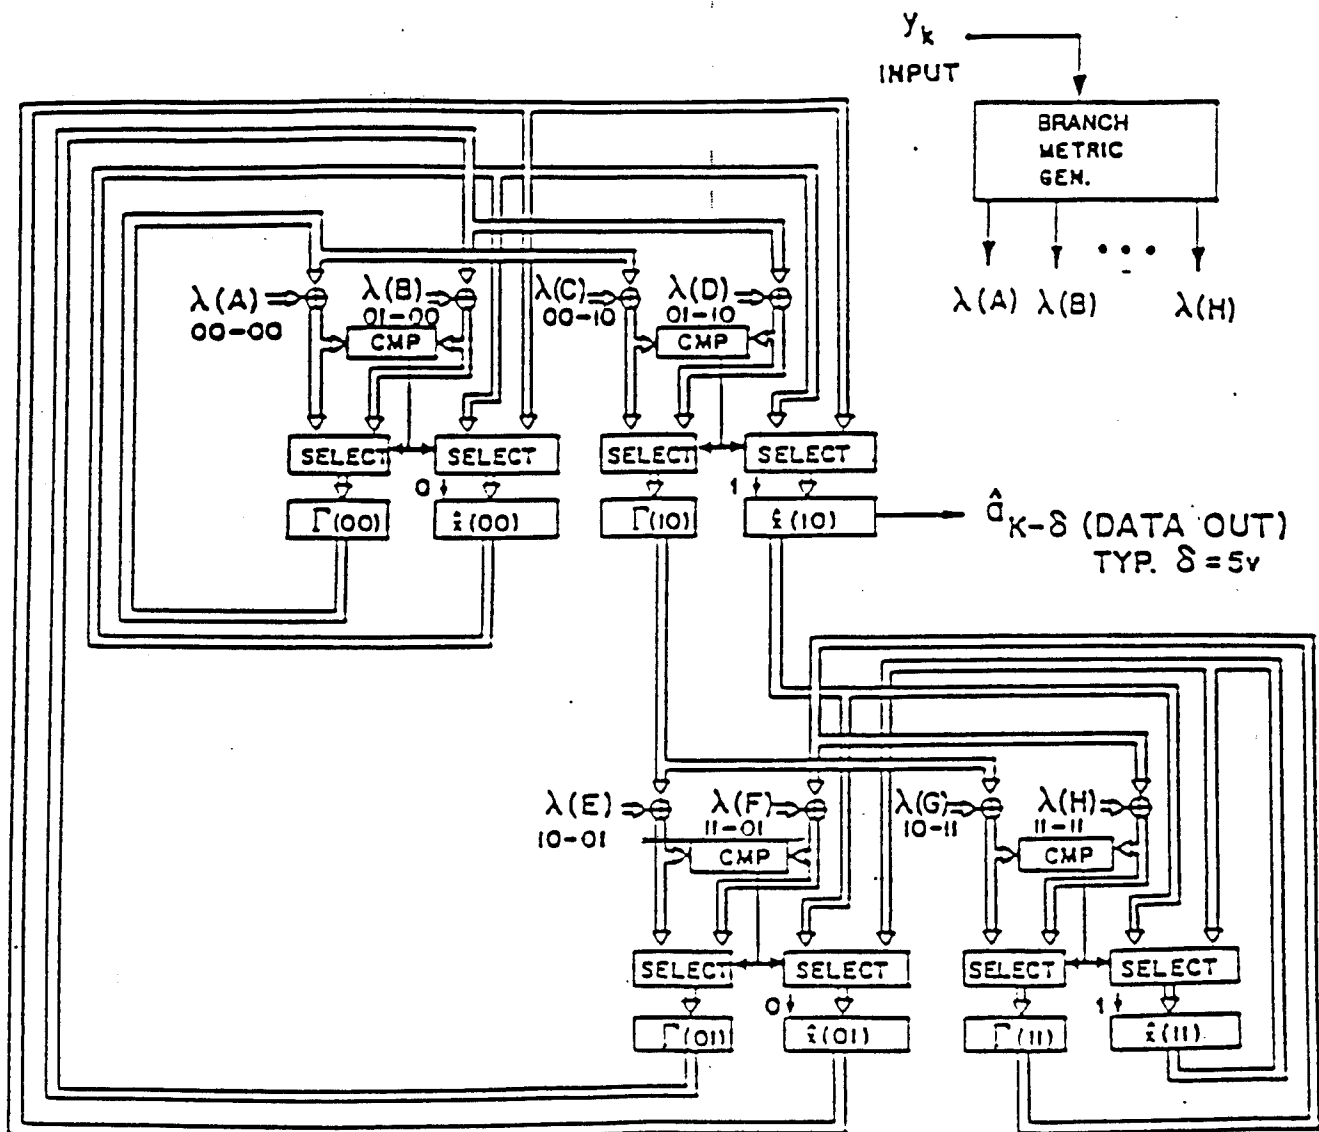 yk
INPUT
BRANCH
METRIC
GEN.
λ(A) λ(B) ••• λ(H)
λ(A)
00-00
λ(B)
01-00
λ(C)
00-10
λ(D)
01-10
CMP
CMP
SELECT
SELECT
SELECT
SELECT
0
1
Γ(00)
x̂(00)
Γ(10)
x̂(10)
âK-δ (DATA OUT)
TYP. δ = 5v
λ(E)
10-01
λ(F)
11-01
λ(G)
10-11
λ(H)
11-11
CMP
CMP
SELECT
SELECT
SELECT
SELECT
0
1
Γ(01)
x̂(01)
Γ(11)
x̂(11)